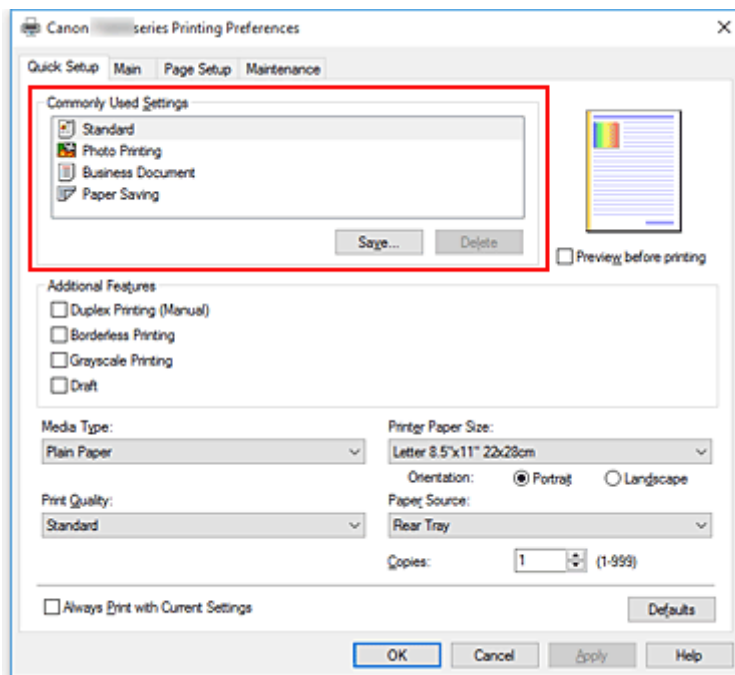 Canon series Printing Preferences
Quick Setup Main Page Setup Maintenance
Commonly Used Settings
Standard
Photo Printing
Business Document
Paper Saving
Save... Delete
Preview before printing
Additional Features
Duplex Printing (Manual)
Borderless Printing
Grayscale Printing
Draft
Media Type:
Plain Paper
Printer Paper Size:
Letter 8.5"x11" 22x28cm
Orientation: Portrait Landscape
Print Quality:
Standard
Paper Source:
Rear Tray
Copies: 1 (1-999)
Always Print with Current Settings
Defaults
OK Cancel Apply Help